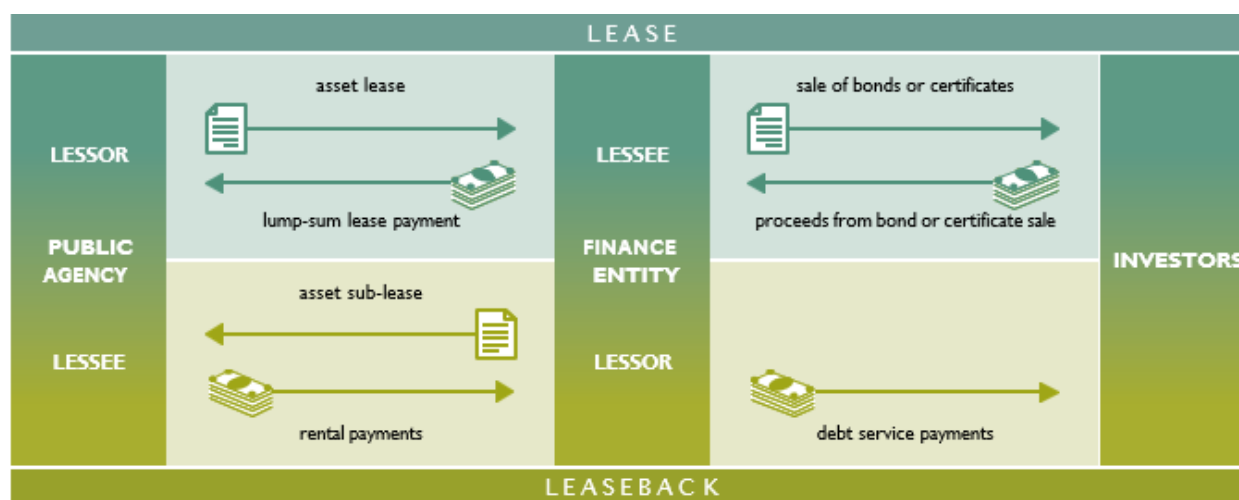 LEASE
asset lease
sale of bonds or certificates
LESSOR
LESSEE
lump-sum lease payment
proceeds from bond or certificate sale
PUBLIC
AGENCY
FINANCE
ENTITY
INVESTORS
asset sub-lease
LESSEE
LESSOR
rental payments
debt service payments
LEASEBACK